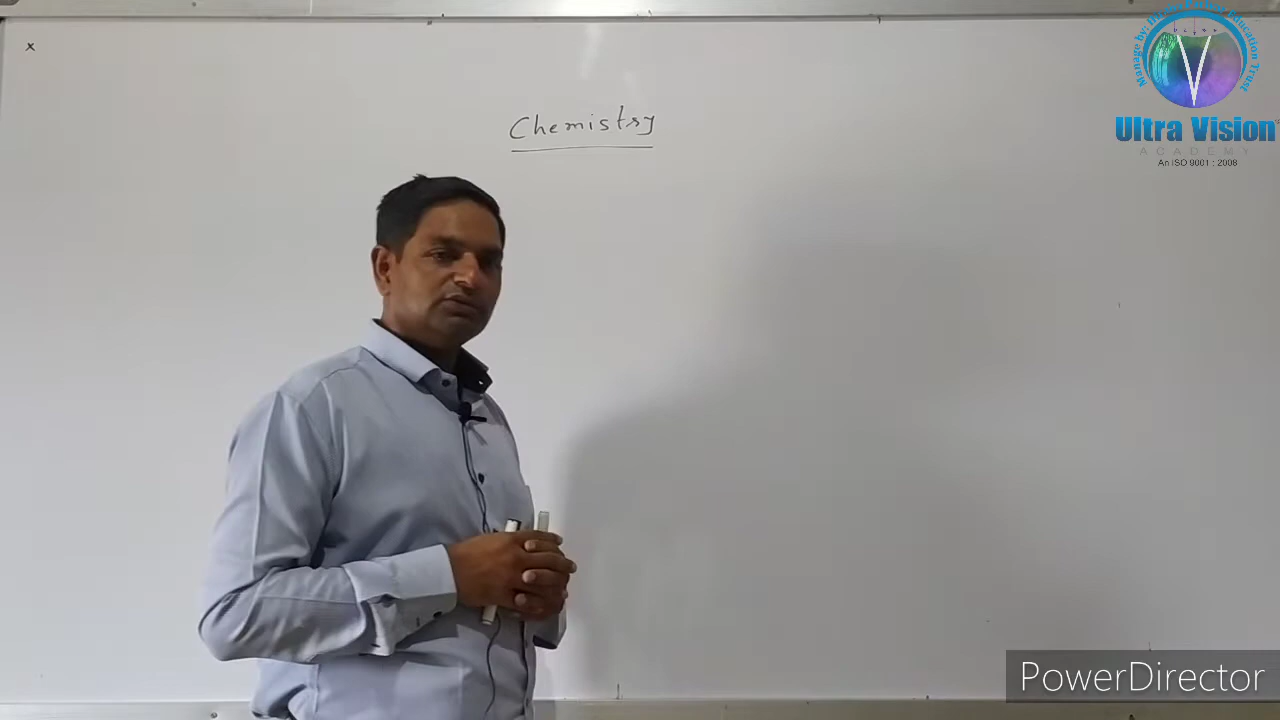 x
Chemistry
Ultra Vision
ACADEMY
An ISO 9001 : 2008
PowerDirector